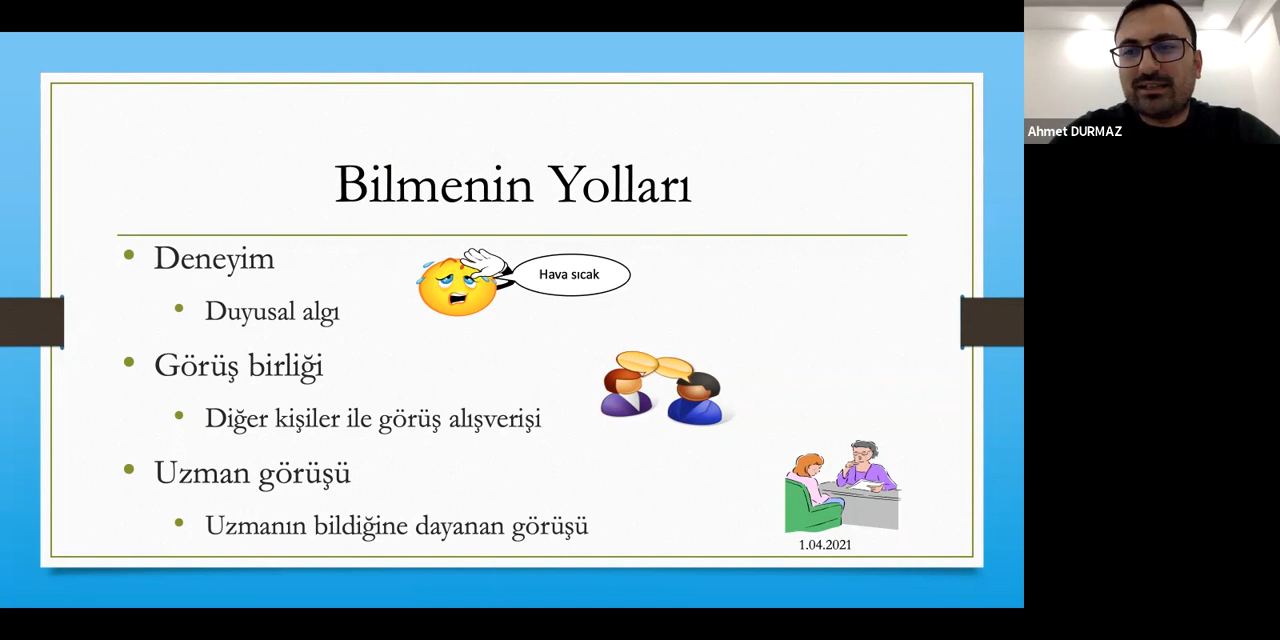 Ahmet DURMAZ
Bilmenin Yolları
Deneyim
Hava sıcak
Duyusal algı
Görüş birliği
Diğer kişiler ile görüş alışverişi
Uzman görüşü
Uzmanın bildiğine dayanan görüşü
1.04.2021